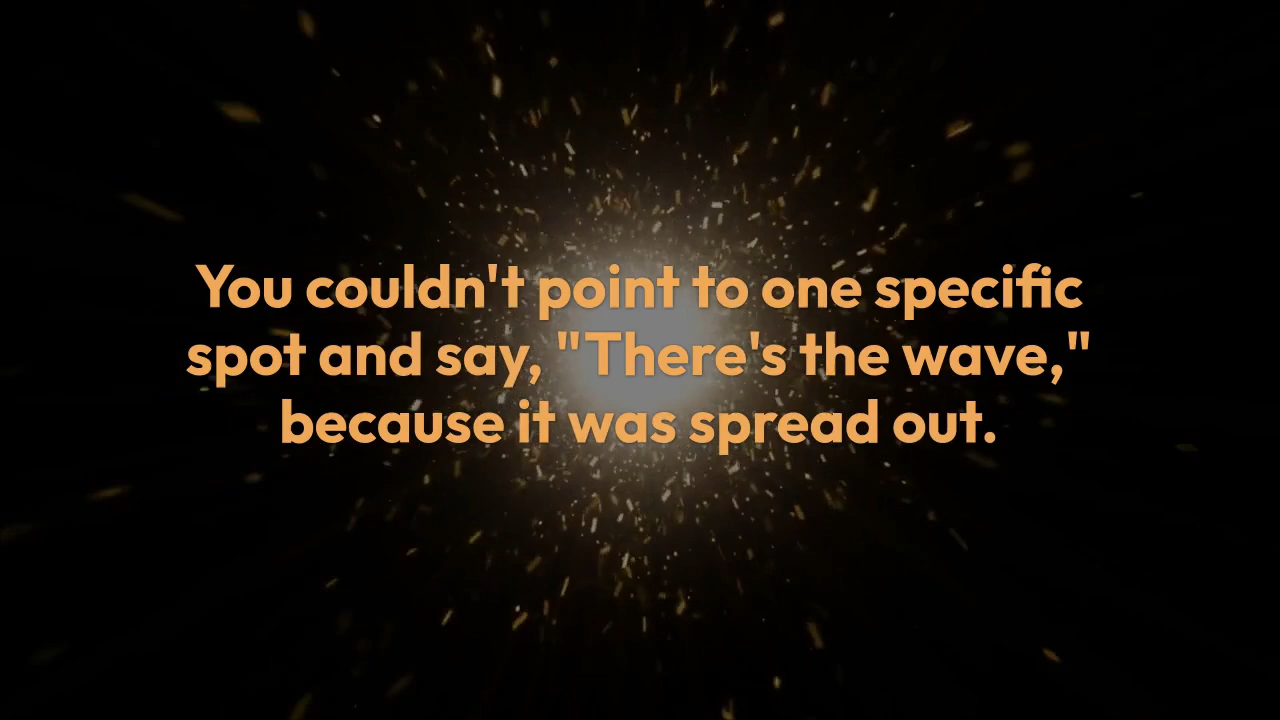 You couldn't point to one specific
spot and say, "There's the wave,"
because it was spread out.